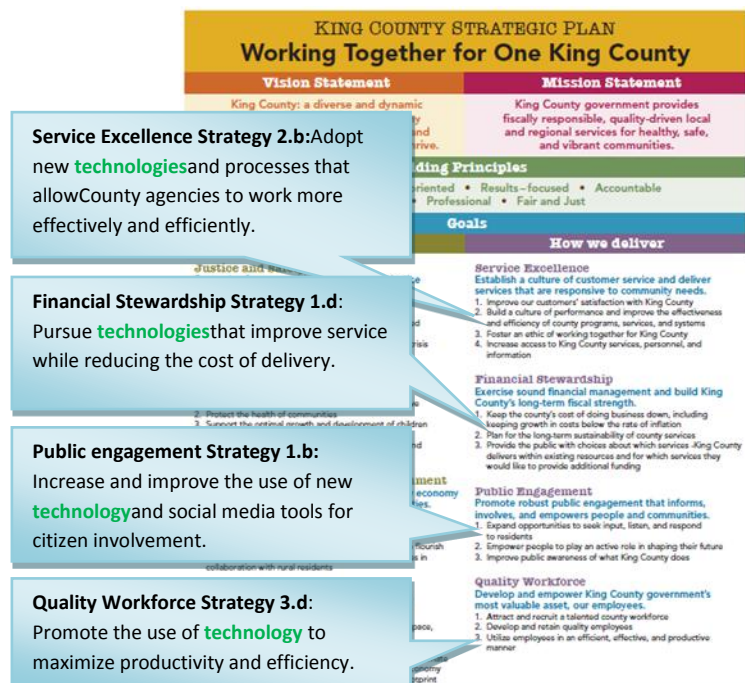 KING COUNTY STRATEGIC PLAN
Working Together for One King County
Vision Statement
King County: a diverse and dynamic
Mission Statement
King County government provides
fiscally responsible, quality-driven local
and regional services for healthy, safe,
and vibrant communities.
Principles
oriented • Results-focused • Accountable
• Professional • Fair and Just
Goals
How we deliver
Service Excellence Strategy 2.b:Adopt
new technologiesand processes that
allowCounty agencies to work more
effectively and efficiently.
Financial Stewardship Strategy 1.d:
Pursue technologiesthat improve service
while reducing the cost of delivery.
Public engagement Strategy 1.b:
Increase and improve the use of new
technologyand social media tools for
citizen involvement.
Quality Workforce Strategy 3.d:
Promote the use of technology to
maximize productivity and efficiency.
Justice and
2. Protect the health of communities
3. Support the optimal growth and development of children
economy
flourish
collaboration with rural residents
Service Excellence
Establish a culture of customer service and deliver
services that are responsive to community needs.
1. Improve our customers' satisfaction with King County
2. Build a culture of performance and improve the effectiveness
and efficiency of county programs, services, and systems
3. Foster an ethic of working together for King County
4. Increase access to King County services, personnel, and
information
Financial Stewardship
Exercise sound financial management and build King
County's long-term fiscal strength.
1. Keep the county's cost of doing business down, including
keeping growth in costs below the rate of inflation
2. Plan for the long-term sustainability of county services
3. Provide the public with choices about which services -King County
delivers within existing resources and for which services they
would like to provide additional funding
Public Engagement
Promote robust public engagement that informs,
involves, and empowers people and communities.
1. Expand opportunities to seek input, listen, and respond
to residents
2. Empower people to play an active role in shaping their future
3. Improve public awareness of what King County does
Quality Workforce
Develop and empower King County government's
most valuable asset, our employees.
1. Attract and recruit a talented county workforce
2. Develop and retain quality employees
3. Utilize employees in an efficient, effective, and productive
manner